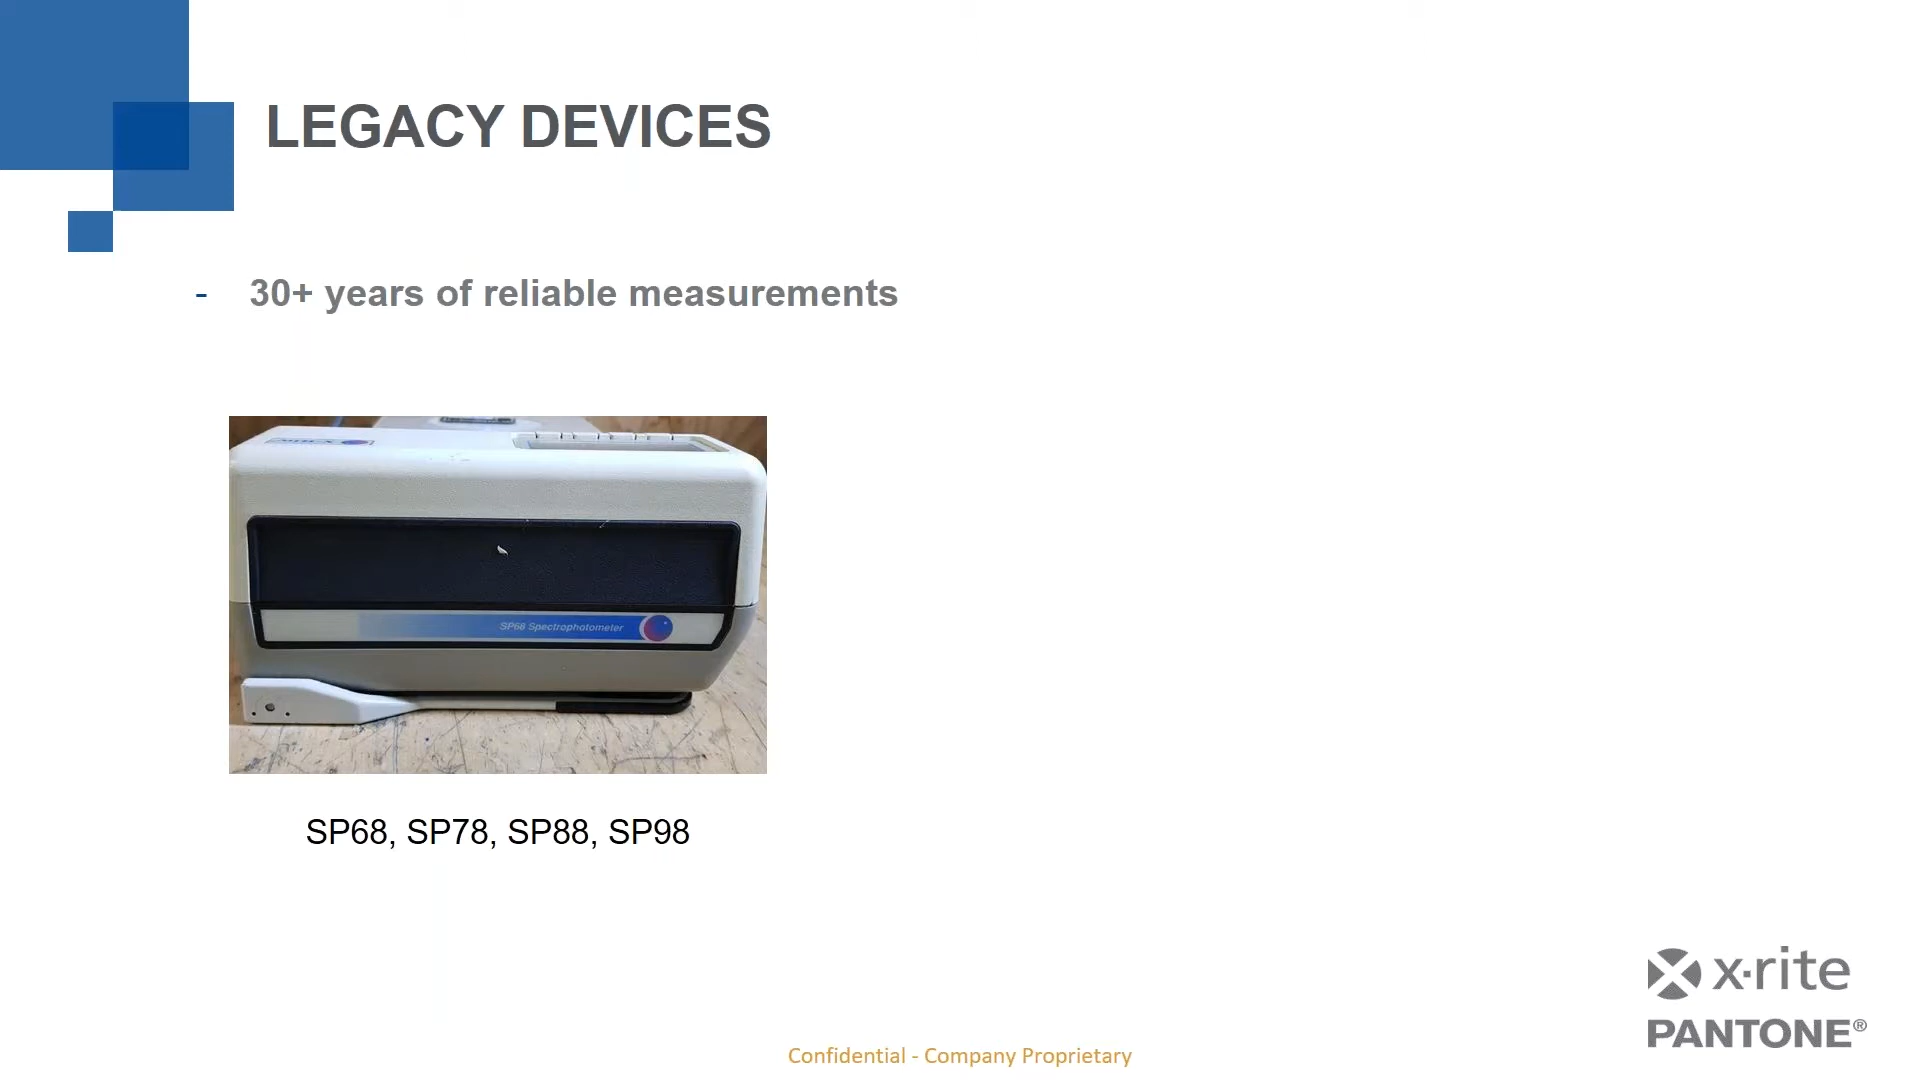 LEGACY DEVICES
- 30+ years of reliable measurements
SP68 Spectrophotometer
SP68, SP78, SP88, SP98
x·rite
PANTONE®
Confidential - Company Proprietary